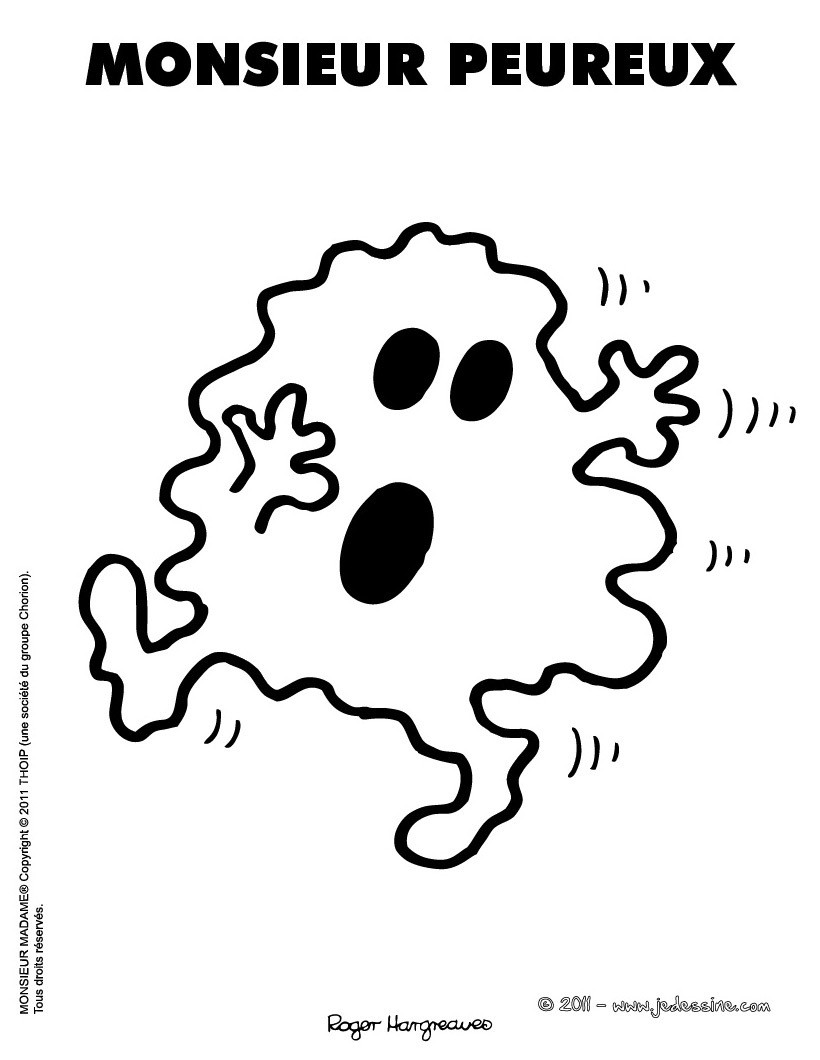 MONSIEUR PEUREUX
MONSIEUR MADAME® Copyright © 2011 THOIP (une société du groupe Chorion).
Tous droits réservés.
© 2011 - www.jedessine.com
Roger Hargreaves